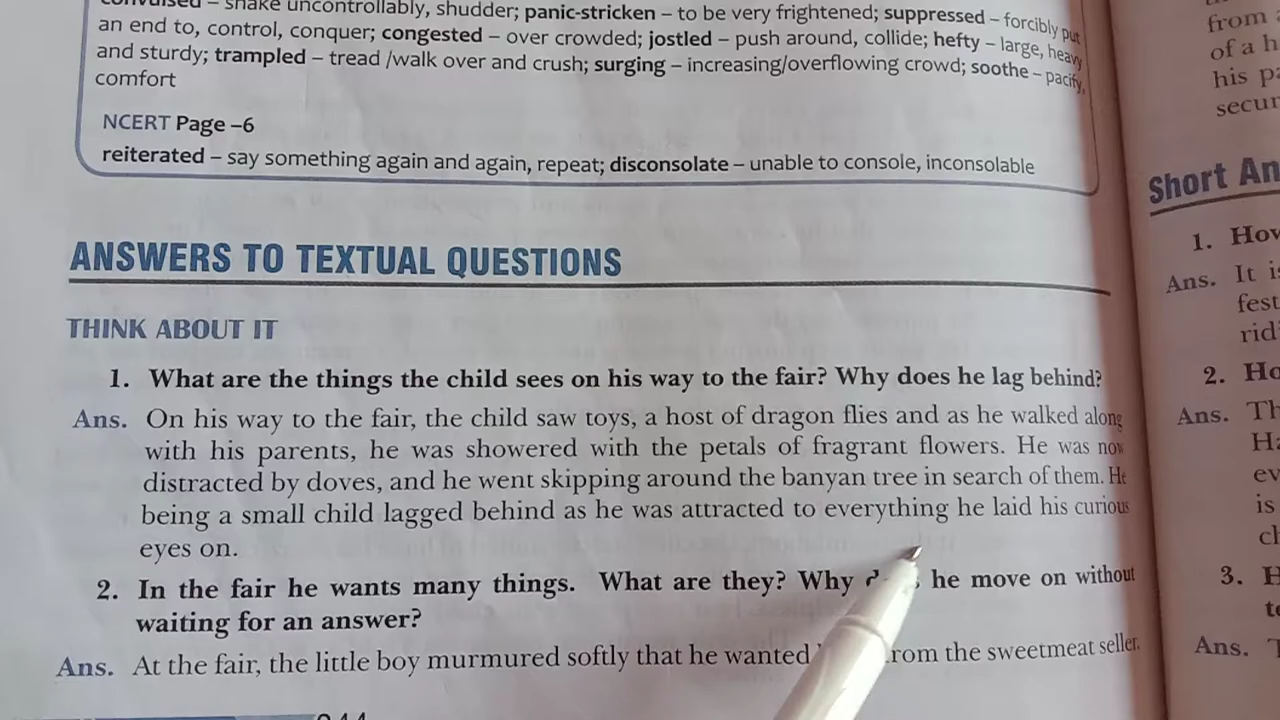 convulsed – shake uncontrollably, shudder; panic-stricken – to be very frightened; suppressed – forcibly put
an end to, control, conquer; congested – over crowded; jostled – push around, collide; hefty – large, heavy
and sturdy; trampled – tread /walk over and crush; surging – increasing/overflowing crowd; soothe – pacify,
comfort
NCERT Page –6
reiterated – say something again and again, repeat; disconsolate – unable to console, inconsolable
ANSWERS TO TEXTUAL QUESTIONS
THINK ABOUT IT
1. What are the things the child sees on his way to the fair? Why does he lag behind?
Ans. On his way to the fair, the child saw toys, a host of dragon flies and as he walked along
with his parents, he was showered with the petals of fragrant flowers. He was now
distracted by doves, and he went skipping around the banyan tree in search of them. He
being a small child lagged behind as he was attracted to everything he laid his curious
eyes on.
2. In the fair he wants many things. What are they? Why he move on without
waiting for an answer?
Ans. At the fair, the little boy murmured softly that he wanted from the sweetmeat seller.
from
of a h
his pa
secur
Short An
1. How
Ans. It is
fest
rid
2. Ho
Ans. Th
Ha
ev
is
ch
3. H
t
Ans.